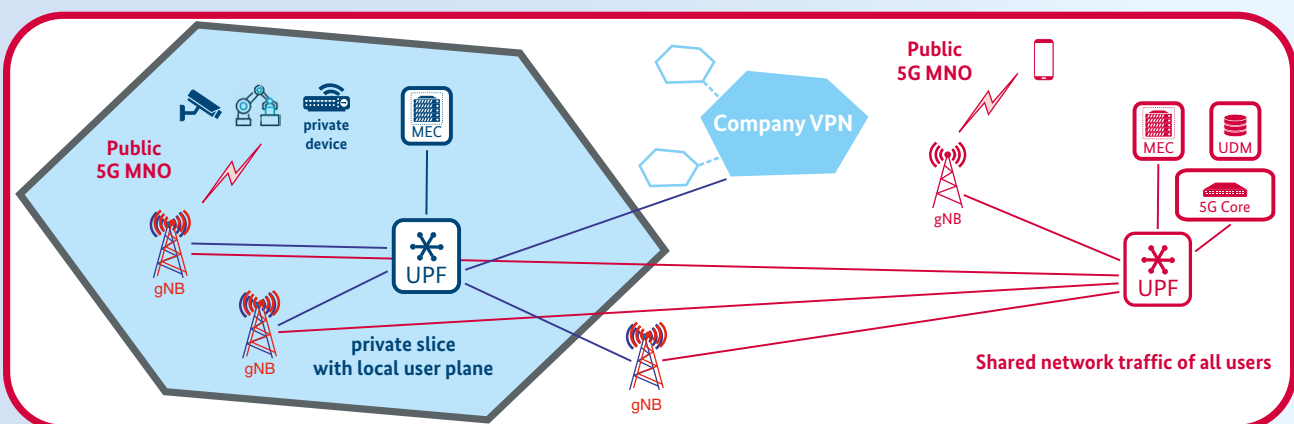 Public
5G MNO
private
device
MEC
UPF
gNB
gNB
private slice
with local user plane
gNB
Company VPN
Public
5G MNO
gNB
MEC
UDM
5G Core
UPF
Shared network traffic of all users